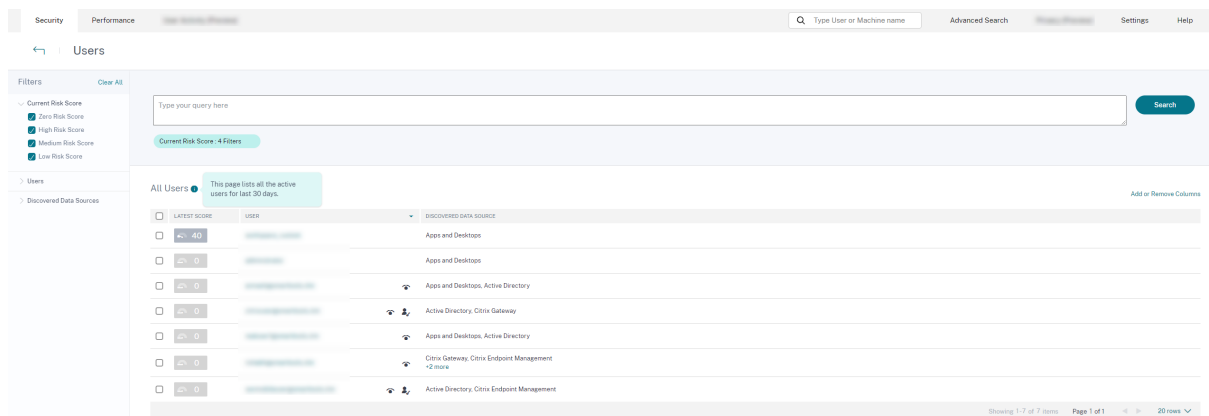 Security Performance Type User or Machine name Advanced Search Settings Help
Users
Filters Clear All
Current Risk Score
Zero Risk Score
High Risk Score
Medium Risk Score
Low Risk Score
Users
Discovered Data Sources
Type your query here
Search
Current Risk Score : 4 Filters
All Users
This page lists all the active
users for last 30 days.
Add or Remove Columns
LATEST SCORE USER DISCOVERED DATA SOURCE
40 Apps and Desktops
0 Apps and Desktops
0 Apps and Desktops, Active Directory
0 Active Directory, Citrix Gateway
0 Apps and Desktops, Active Directory
0 Citrix Gateway, Citrix Endpoint Management
+2 more
0 Active Directory, Citrix Endpoint Management
Showing 1-7 of 7 items Page 1 of 1 20 rows